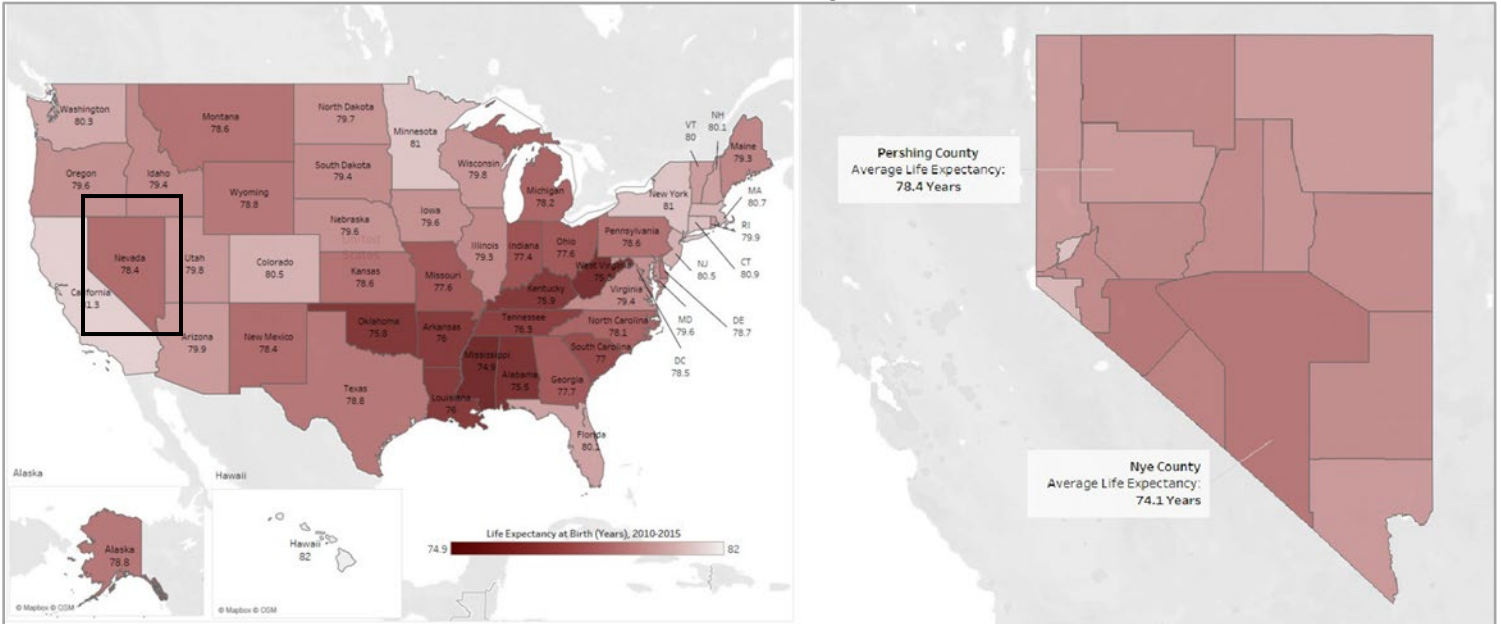 Washington
80.3
Oregon
79.6
Idaho
79.4
Montana
78.6
Wyoming
78.8
North Dakota
79.7
South Dakota
79.4
Nebraska
79.6
Minnesota
81
Wisconsin
79.8
Iowa
79.6
Michigan
78.2
Illinois
79.3
Indiana
77.4
Ohio
77.6
Pennsylvania
78.6
New York
81
VT
80
NH
80.1
Maine
79.3
MA
80.7
RI
79.9
CT
80.9
NJ
80.5
DE
78.7
MD
79.6
DC
78.5
Nevada
78.4
Utah
79.8
Colorado
80.5
California
Kansas
78.6
United
States
Missouri
77.6
West Virginia
Virginia
79.4
Kentucky
75.9
Tennessee
76.3
North Carolina
78.1
South Carolina
77
Arizona
79.9
New Mexico
78.4
Oklahoma
75.8
Arkansas
76
Mississippi
74.9
Alabama
75.5
Georgia
77.7
Texas
78.8
Louisiana
76
Florida
80.1
Alaska
Alaska
78.8
© Mapbox © OSM
Hawaii
Hawaii
82
© Mapbox © OSM
Life Expectancy at Birth (Years), 2010-2015
74.9
82
Pershing County
Average Life Expectancy:
78.4 Years
Nye County
Average Life Expectancy:
74.1 Years